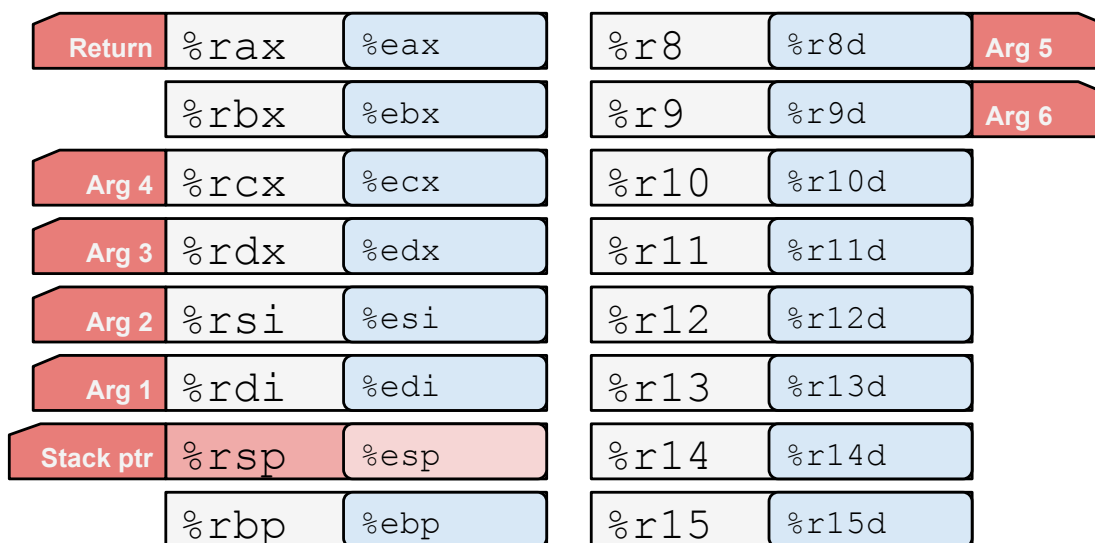 Return %rax %eax %r8 %r8d Arg 5
%rbx %ebx %r9 %r9d Arg 6
Arg 4 %rcx %ecx %r10 %r10d
Arg 3 %rdx %edx %r11 %r11d
Arg 2 %rsi %esi %r12 %r12d
Arg 1 %rdi %edi %r13 %r13d
Stack ptr %rsp %esp %r14 %r14d
%rbp %ebp %r15 %r15d